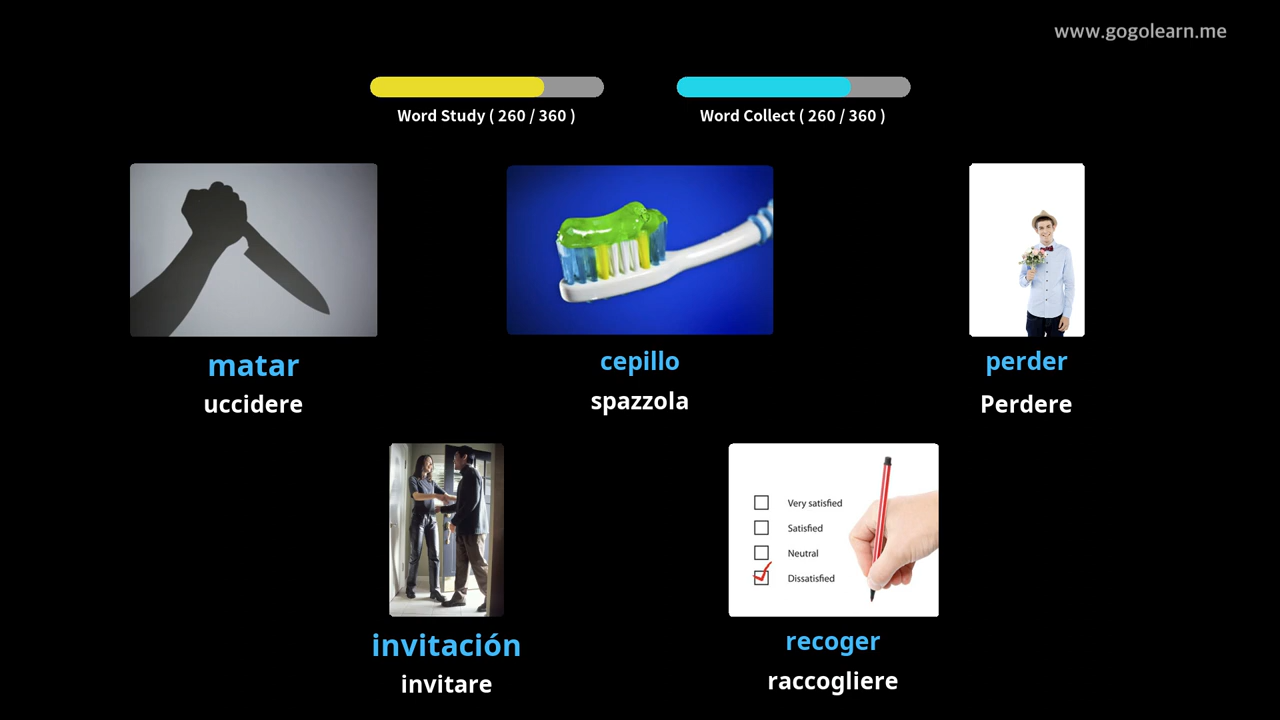 www.gogolearn.me
Word Study ( 260 / 360 )
Word Collect ( 260 / 360 )
matar
uccidere
cepillo
spazzola
perder
Perdere
invitación
invitare
Very satisfied
Satisfied
Neutral
Dissatisfied
recoger
raccogliere